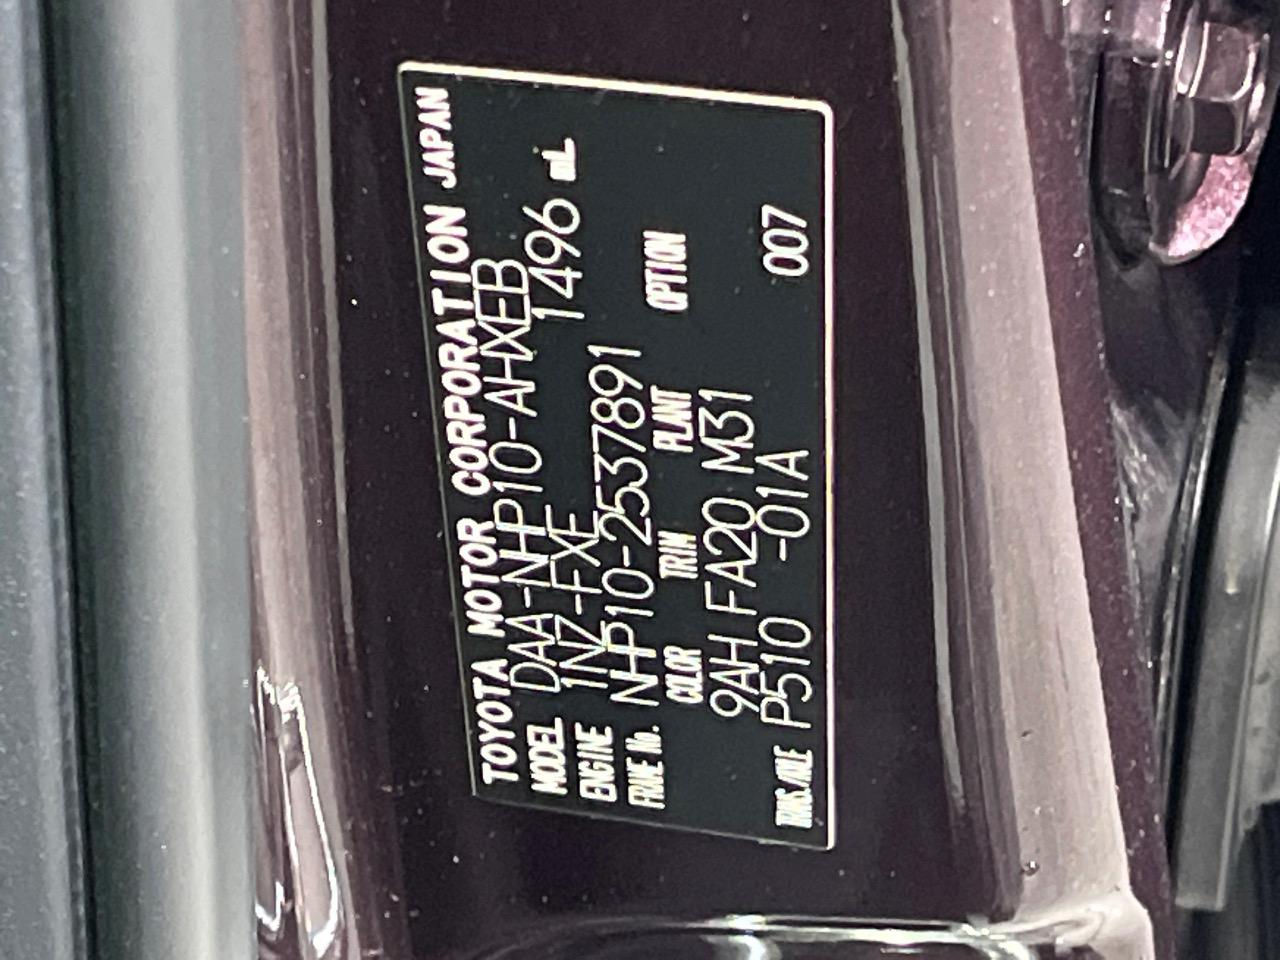 TOYOTA MOTOR CORPORATION JAPAN
MODEL DAA-NHP10-AHXEB
ENGINE 1NZ-FXE 1496 mL
FRAME No. NHP10-2537891
COLOR TRIM PLANT OPTION
9AH FA20 M31
TRANS./AXLE P510 -01A 007